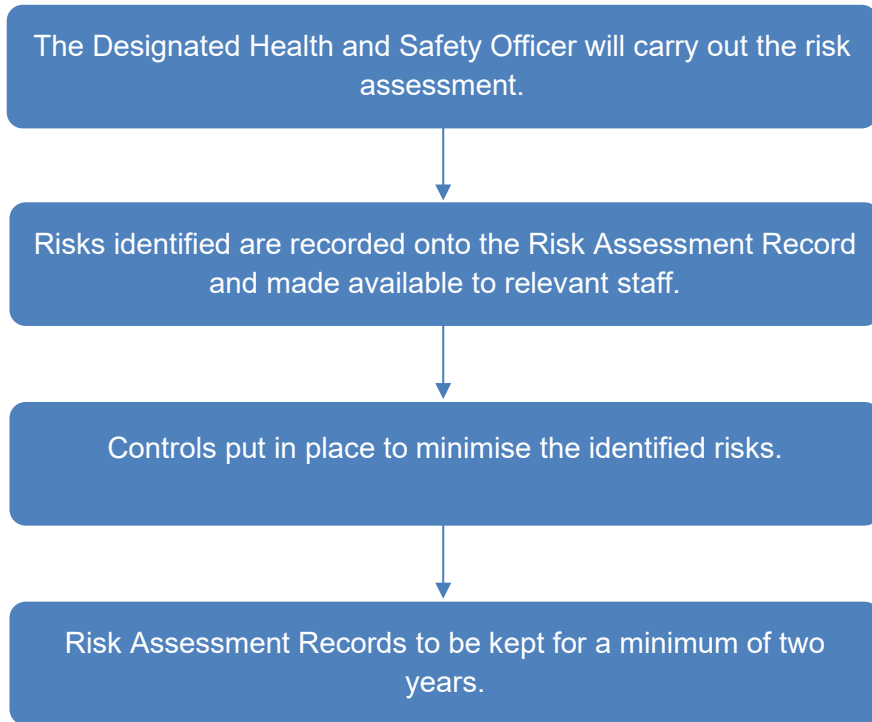 The Designated Health and Safety Officer will carry out the risk
assessment.
Risks identified are recorded onto the Risk Assessment Record
and made available to relevant staff.
Controls put in place to minimise the identified risks.
Risk Assessment Records to be kept for a minimum of two
years.